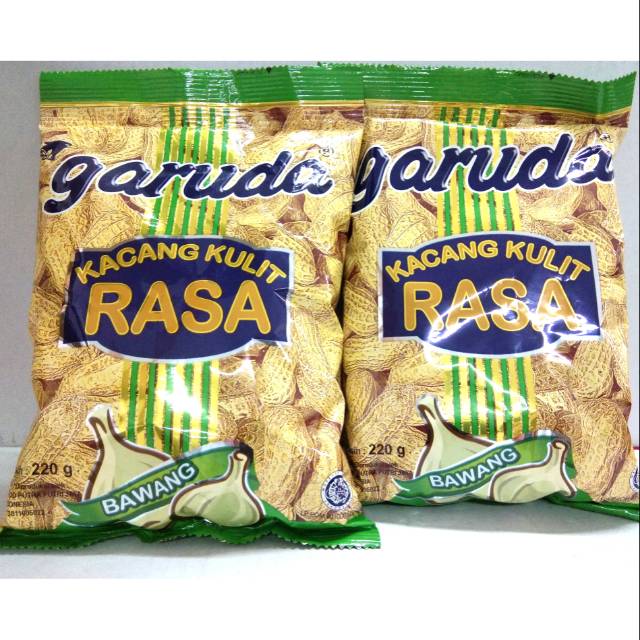 garuda
KACANG KULIT
RASA
BAWANG
220 g
garuda
KACANG KULIT
RASA
BAWANG
220 g